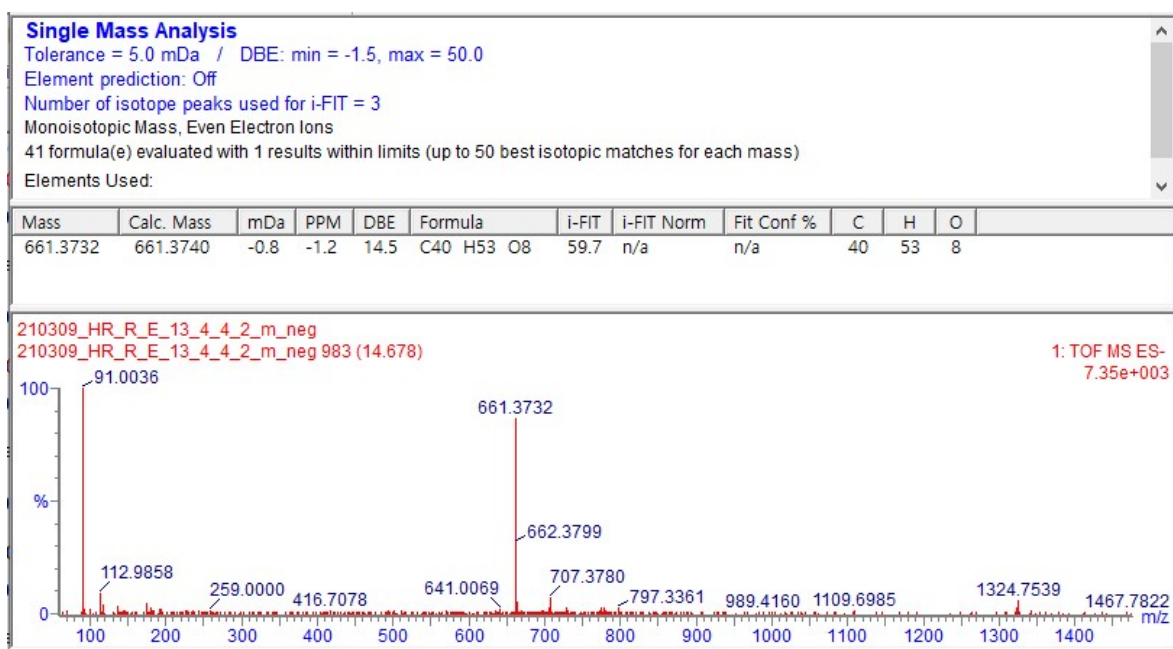 Single Mass Analysis
Tolerance = 5.0 mDa / DBE: min = -1.5, max = 50.0
Element prediction: Off
Number of isotope peaks used for i-FIT = 3
Monoisotopic Mass, Even Electron Ions
41 formula(e) evaluated with 1 results within limits (up to 50 best isotopic matches for each mass)
Elements Used:
Mass Calc. Mass mDa PPM DBE Formula i-FIT i-FIT Norm Fit Conf % C H O
661.3732 661.3740 -0.8 -1.2 14.5 C40 H53 O8 59.7 n/a n/a 40 53 8
210309_HR_R_E_13_4_4_2_m_neg
210309_HR_R_E_13_4_4_2_m_neg 983 (14.678)
1: TOF MS ES-
7.35e+003
100
91.0036
661.3732
%
662.3799
112.9858
259.0000
416.7078
641.0069
707.3780
797.3361
989.4160
1109.6985
1324.7539
1467.7822
0
m/z
100 200 300 400 500 600 700 800 900 1000 1100 1200 1300 1400